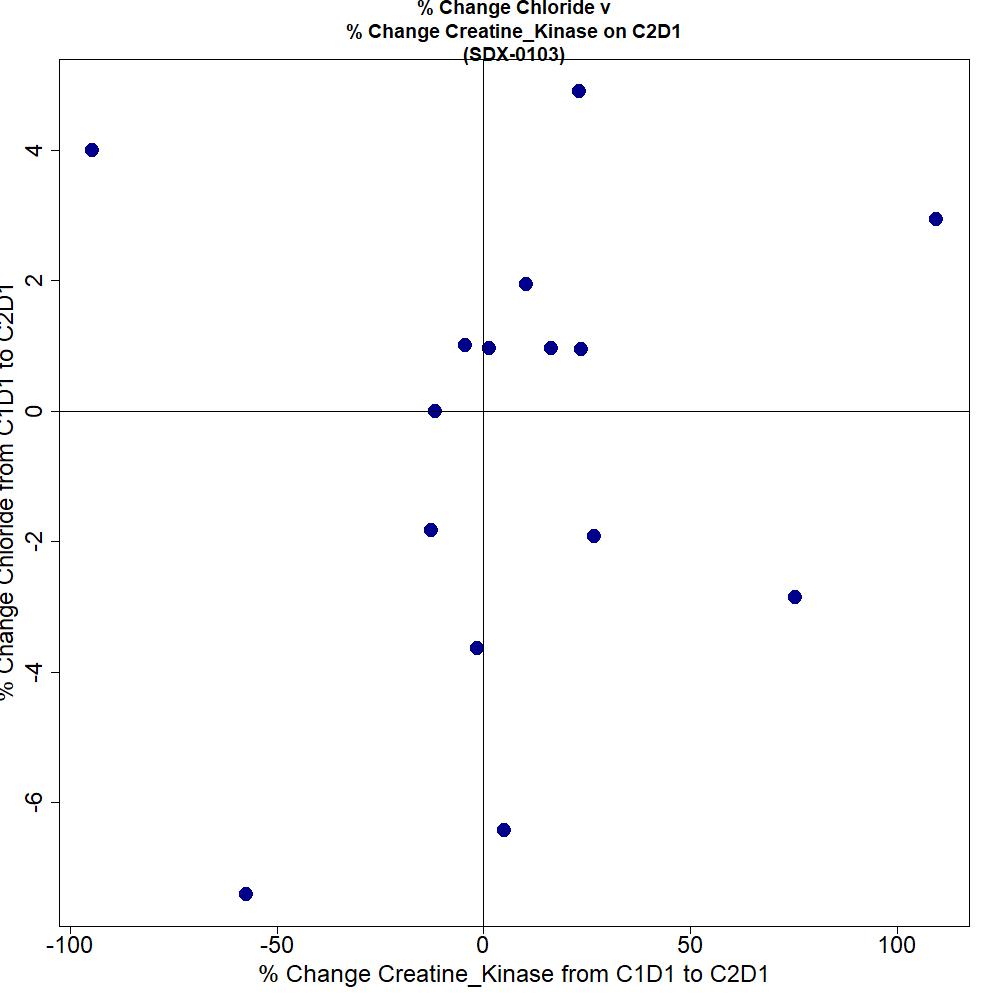 % Change Chloride v
% Change Creatine_Kinase on C2D1
(SDX-0103)
% Change Chloride from C1D1 to C2D1
4
2
0
-2
-4
-6
-100
-50
0
50
100
% Change Creatine_Kinase from C1D1 to C2D1